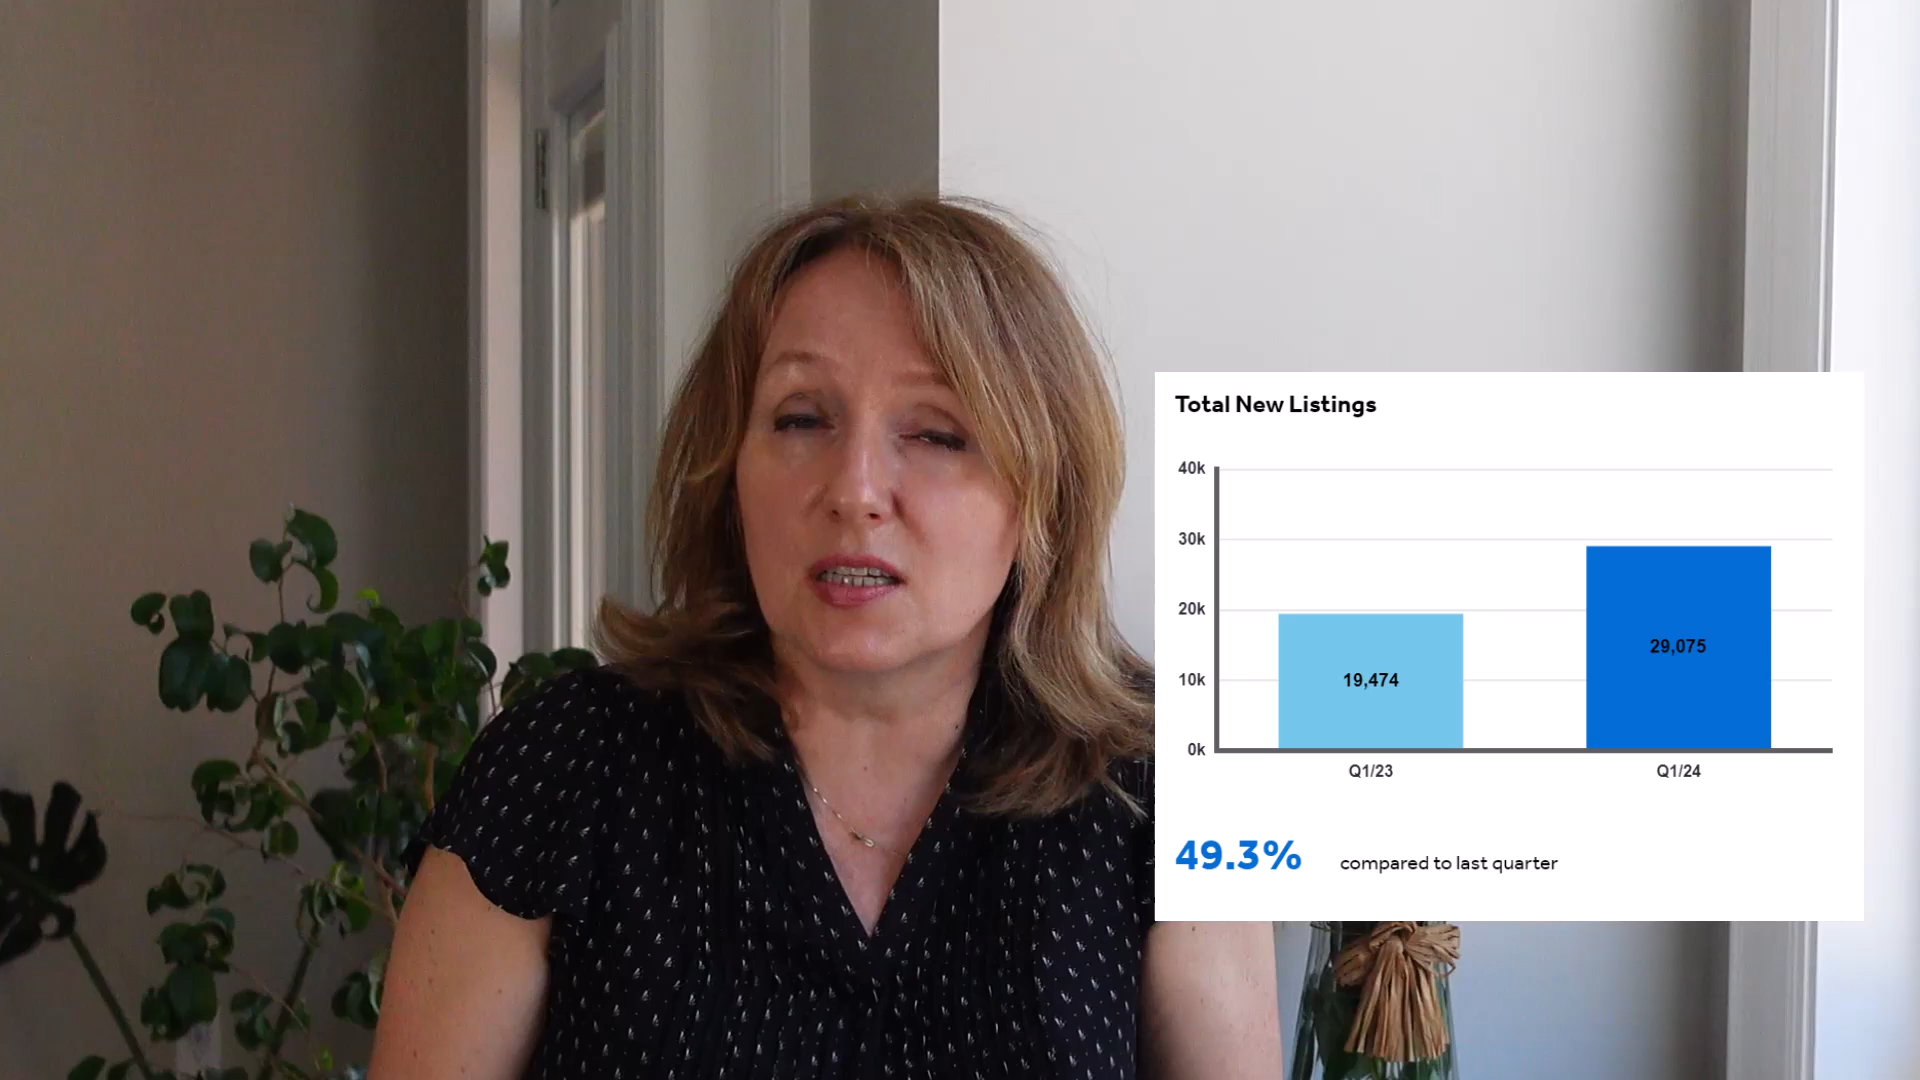 Total New Listings
40k
30k
20k
10k
0k
19,474
29,075
Q1/23
Q1/24
49.3% compared to last quarter